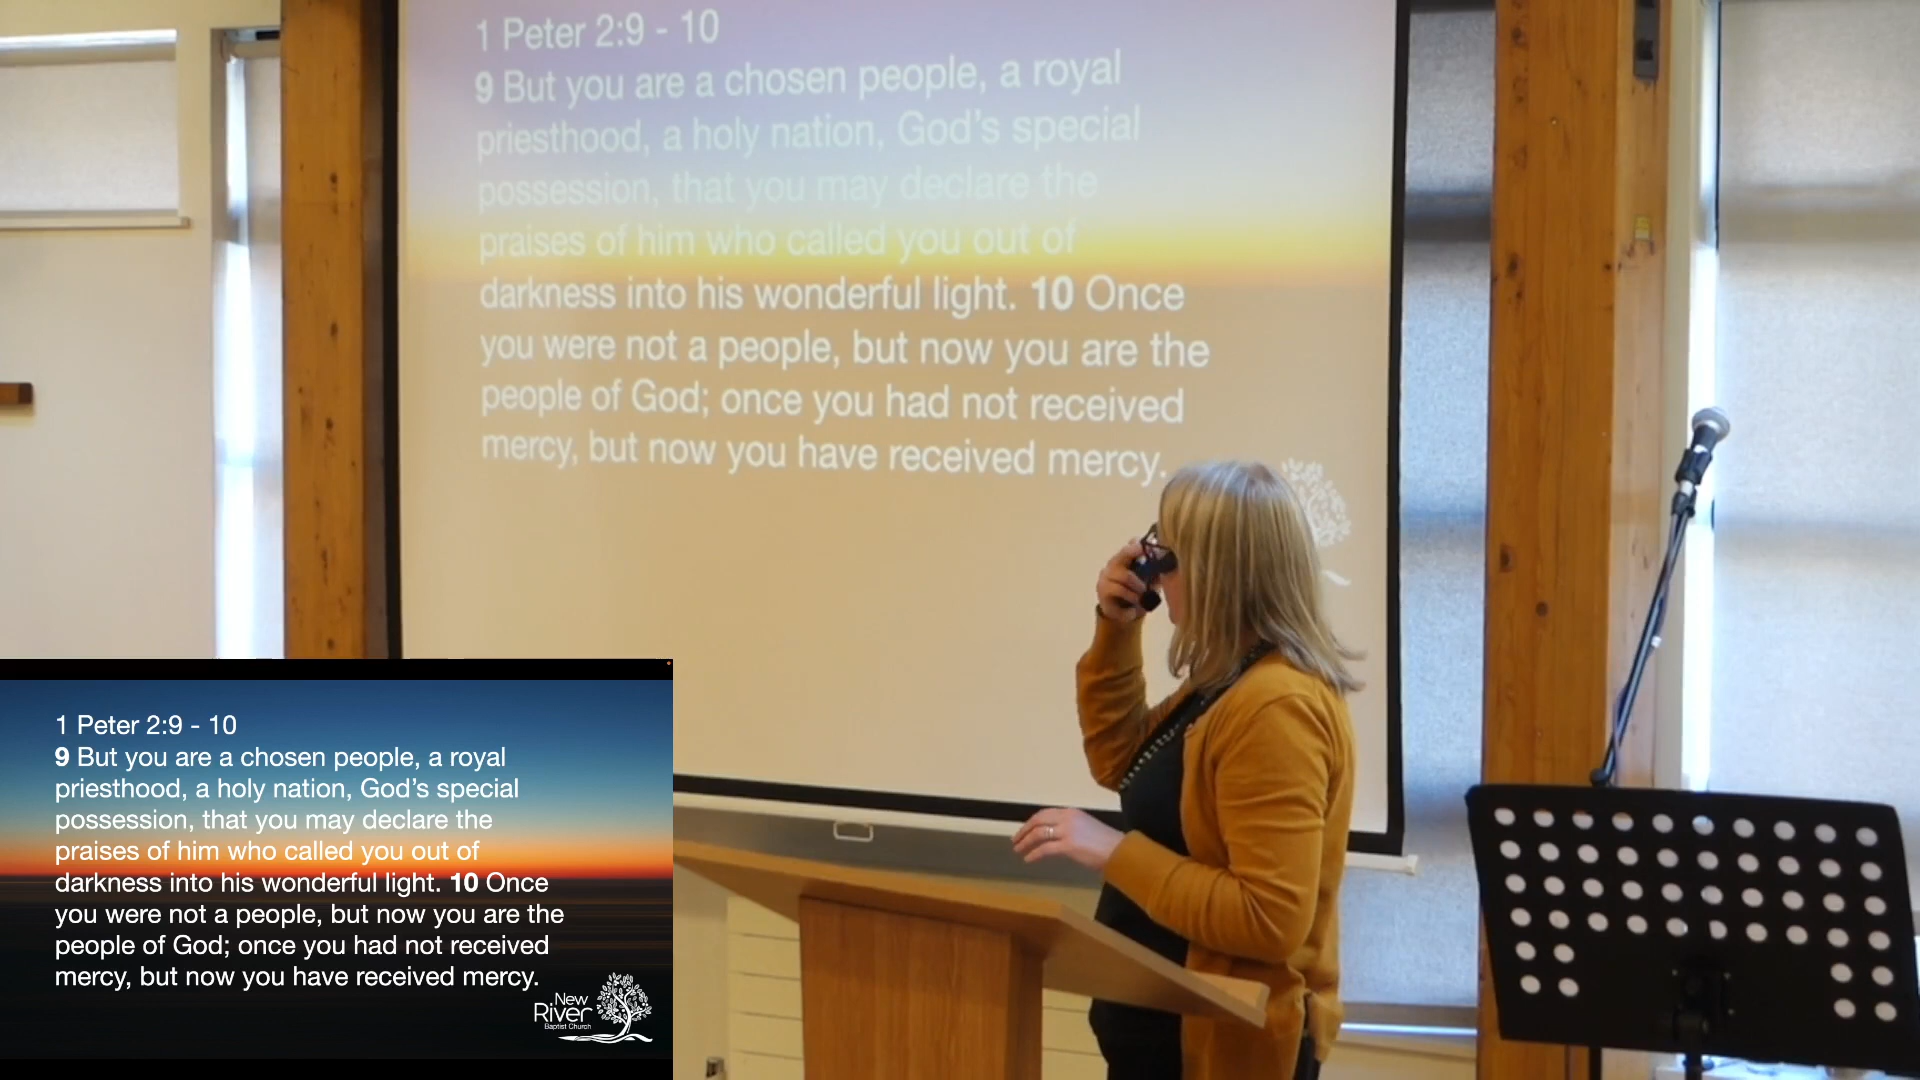 1 Peter 2:9 - 10
9 But you are a chosen people, a royal
priesthood, a holy nation, God's special
possession, that you may declare the
praises of him who called you out of
darkness into his wonderful light. 10 Once
you were not a people, but now you are the
people of God; once you had not received
mercy, but now you have received mercy.
1 Peter 2:9 - 10
9 But you are a chosen people, a royal
priesthood, a holy nation, God's special
possession, that you may declare the
praises of him who called you out of
darkness into his wonderful light. 10 Once
you were not a people, but now you are the
people of God; once you had not received
mercy, but now you have received mercy.
New
River
Baptist Church